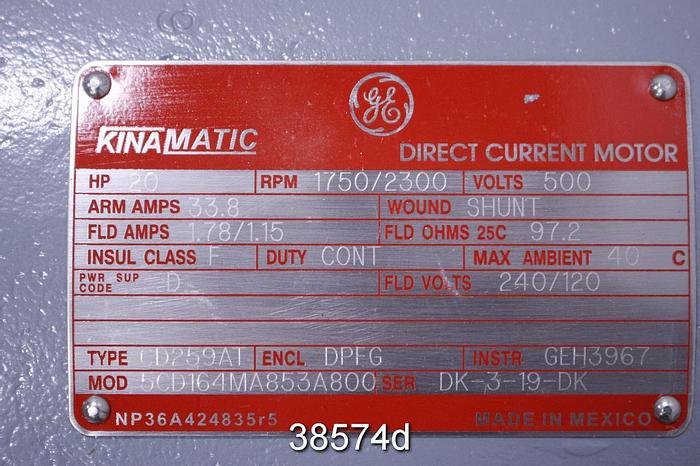 GE
KINAMATIC
DIRECT CURRENT MOTOR
HP 20 RPM 1750/2300 VOLTS 500
ARM AMPS 33.8 WOUND SHUNT
FLD AMPS 1.78/1.15 FLD OHMS 25C 97.2
INSUL CLASS F DUTY CONT MAX AMBIENT 40 C
PWR SUP CODE D FLD VOLTS 240/120
TYPE CD259AT ENCL DPFG INSTR GEH3967
MOD 5CD164MA853A800 SER DK-3-19-DK
NP36A424835r5 MADE IN MEXICO
38574d